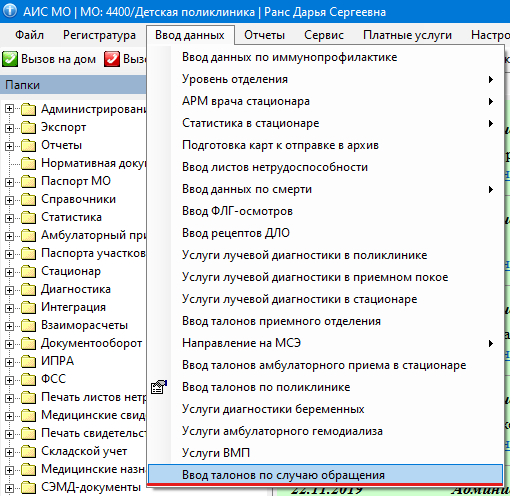 АИС МО | МО: 4400/Детская поликлиника | Ранс Дарья Сергеевна
Файл Регистратура Ввод данных Отчеты Сервис Платные услуги Настро
Вызов на дом Вызо
Папки
Администрировани
Экспорт
Отчеты
Нормативная докум
Паспорт МО
Справочники
Статистика
Амбулаторный при
Паспорта участков
Стационар
Диагностика
Интеграция
Взаиморасчеты
Документооборот
ИПРА
ФСС
Печать листов нетр
Медицинские свид
Печать свидетельст
Складской учет
Медицинские назн
СЭМД-документы
Ввод данных по иммунопрофилактике
Уровень отделения
АРМ врача стационара
Статистика в стационаре
Подготовка карт к отправке в архив
Ввод листов нетрудоспособности
Ввод данных по смерти
Ввод ФЛГ-осмотров
Ввод рецептов ДЛО
Услуги лучевой диагностики в поликлинике
Услуги лучевой диагностики в приемном покое
Услуги лучевой диагностики в стационаре
Ввод талонов приемного отделения
Направление на МСЭ
Ввод талонов амбулаторного приема в стационаре
Ввод талонов по поликлинике
Услуги диагностики беременных
Услуги амбулаторного гемодиализа
Услуги ВМП
Ввод талонов по случаю обращения
22.11.2019 Админи